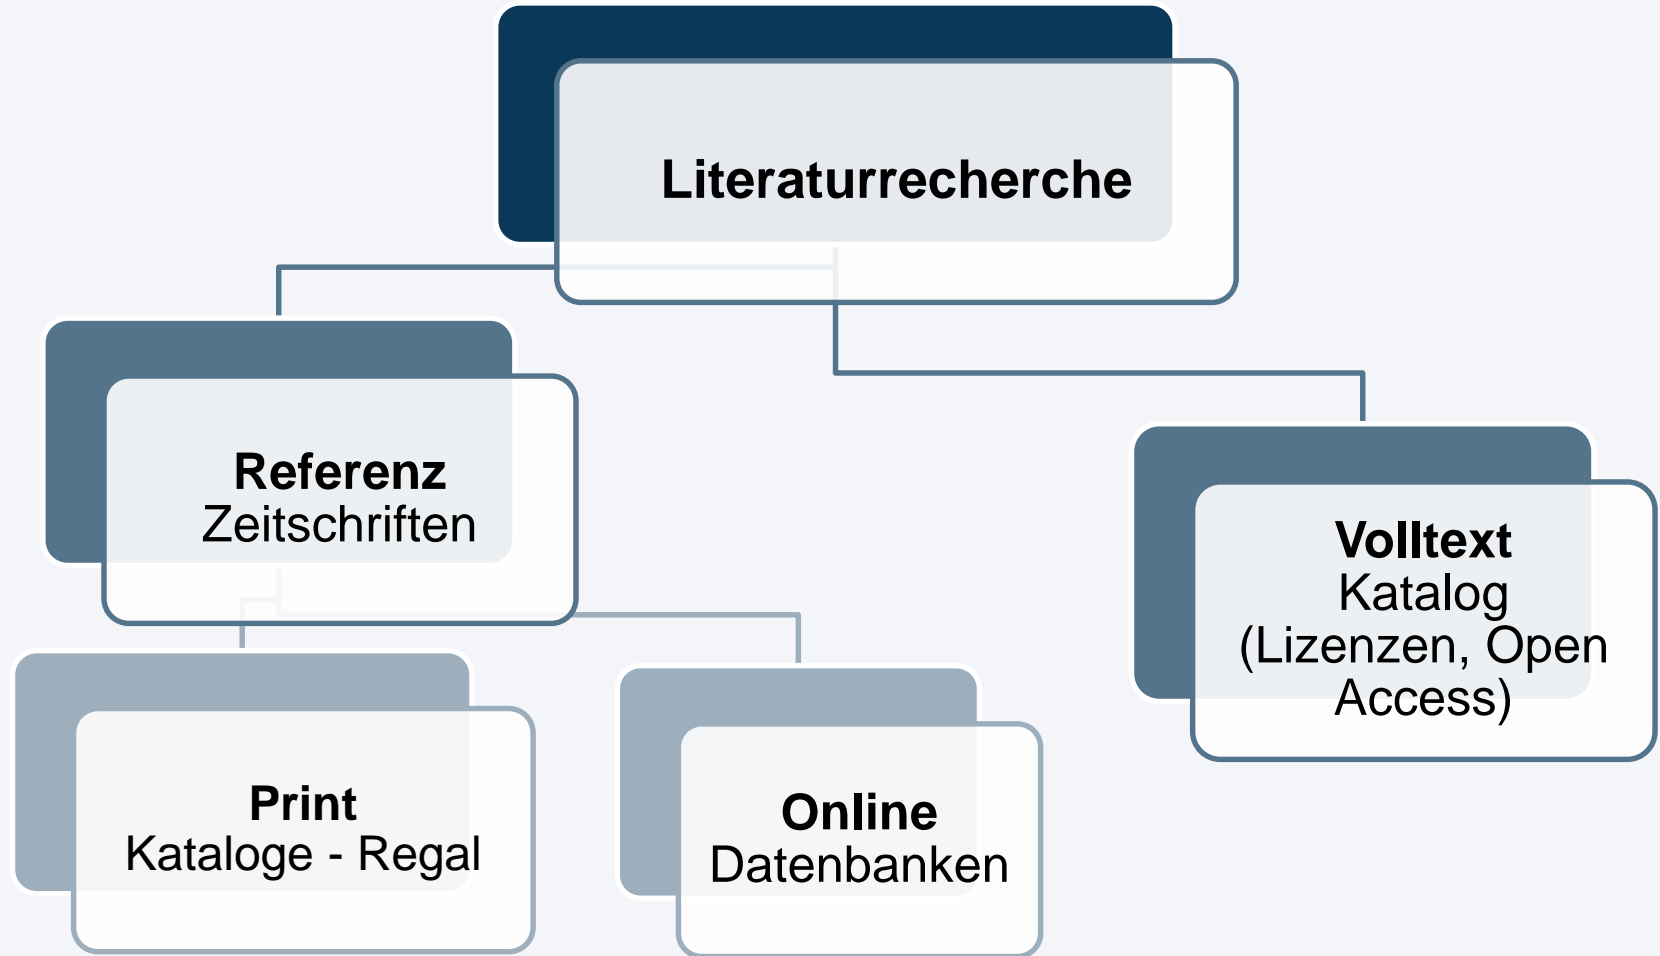 Literaturrecherche
Referenz
Zeitschriften
Volltext
Katalog
(Lizenzen, Open
Access)
Print
Kataloge - Regal
Online
Datenbanken